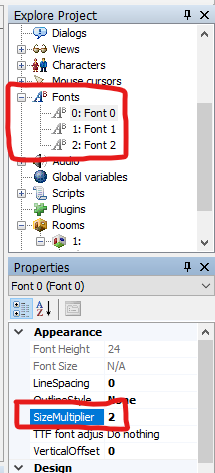 Explore Project
Dialogs
Views
Characters
Mouse cursors
Fonts
0: Font 0
1: Font 1
2: Font 2
Audio
Global variables
Scripts
Plugins
Rooms
1:
Properties
Font 0 (Font 0)
Appearance
Font Height 24
Font Size N/A
LineSpacing 0
OutlineStyle None
SizeMultiplier 2
TTF font adjus Do nothing
VerticalOffset 0
Design